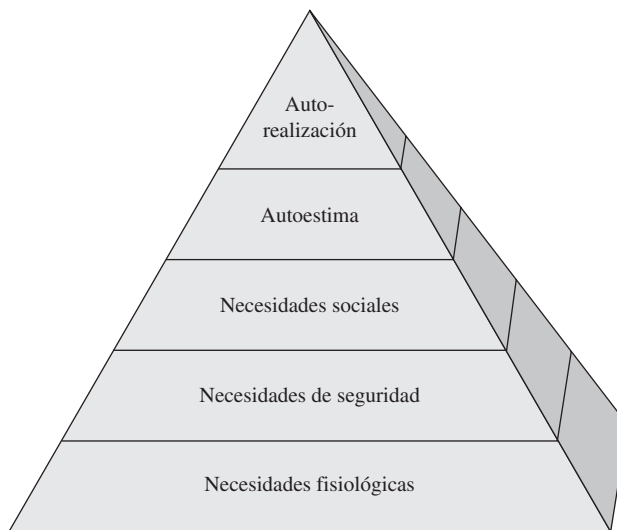 Auto-
realización
Autoestima
Necesidades sociales
Necesidades de seguridad
Necesidades fisiológicas